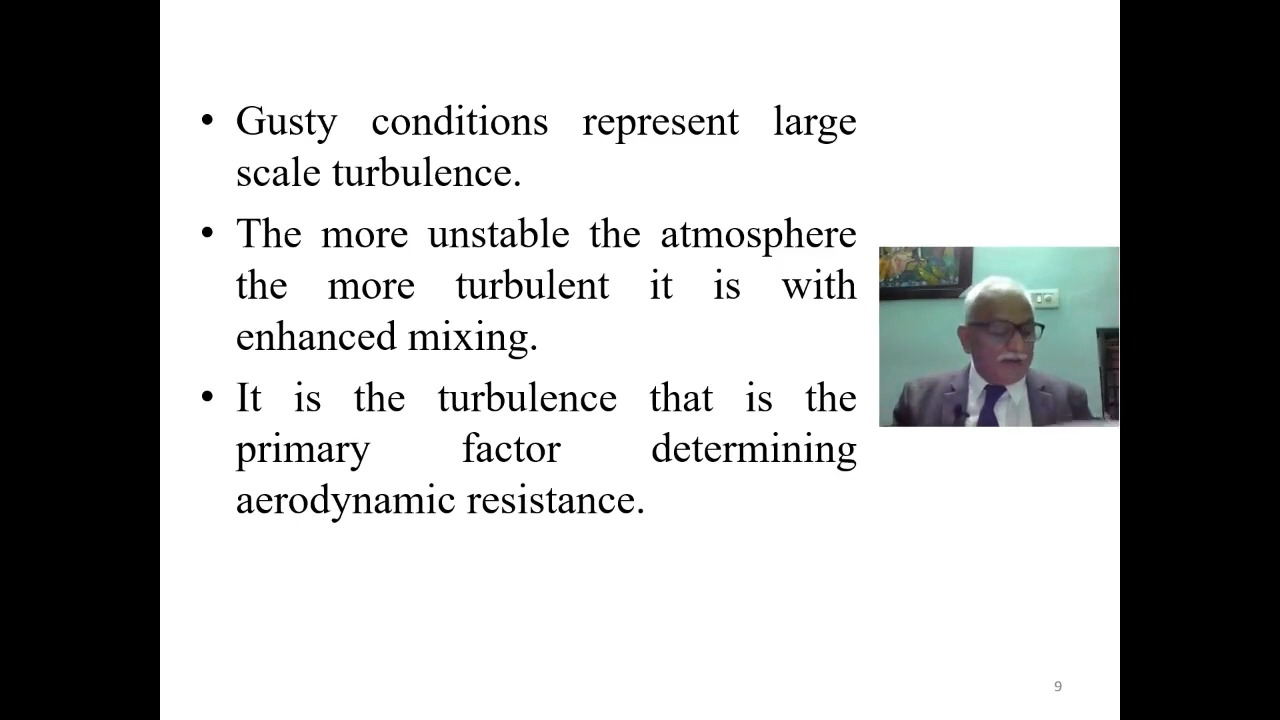 • Gusty conditions represent large
scale turbulence.
• The more unstable the atmosphere
the more turbulent it is with
enhanced mixing.
• It is the turbulence that is the
primary factor determining
aerodynamic resistance.
9